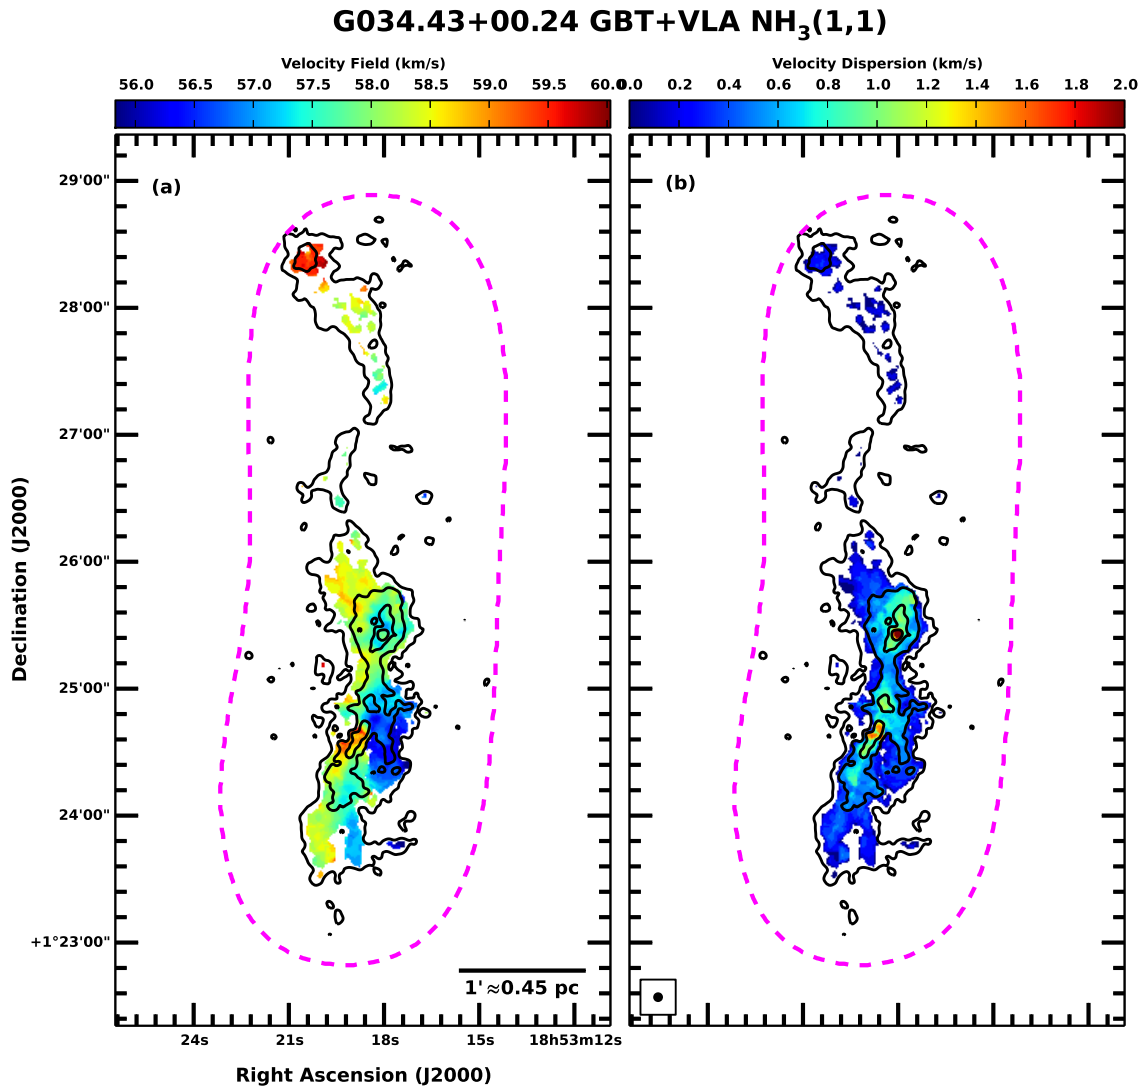 G034.43+00.24 GBT+VLA NH3(1,1)
Velocity Field (km/s)
56.0 56.5 57.0 57.5 58.0 58.5 59.0 59.5 60.0
Velocity Dispersion (km/s)
0.0 0.2 0.4 0.6 0.8 1.0 1.2 1.4 1.6 1.8 2.0
(a)
(b)
29'00"
28'00"
27'00"
26'00"
25'00"
24'00"
+1°23'00"
Declination (J2000)
1'≈0.45 pc
24s 21s 18s 15s 18h53m12s
Right Ascension (J2000)